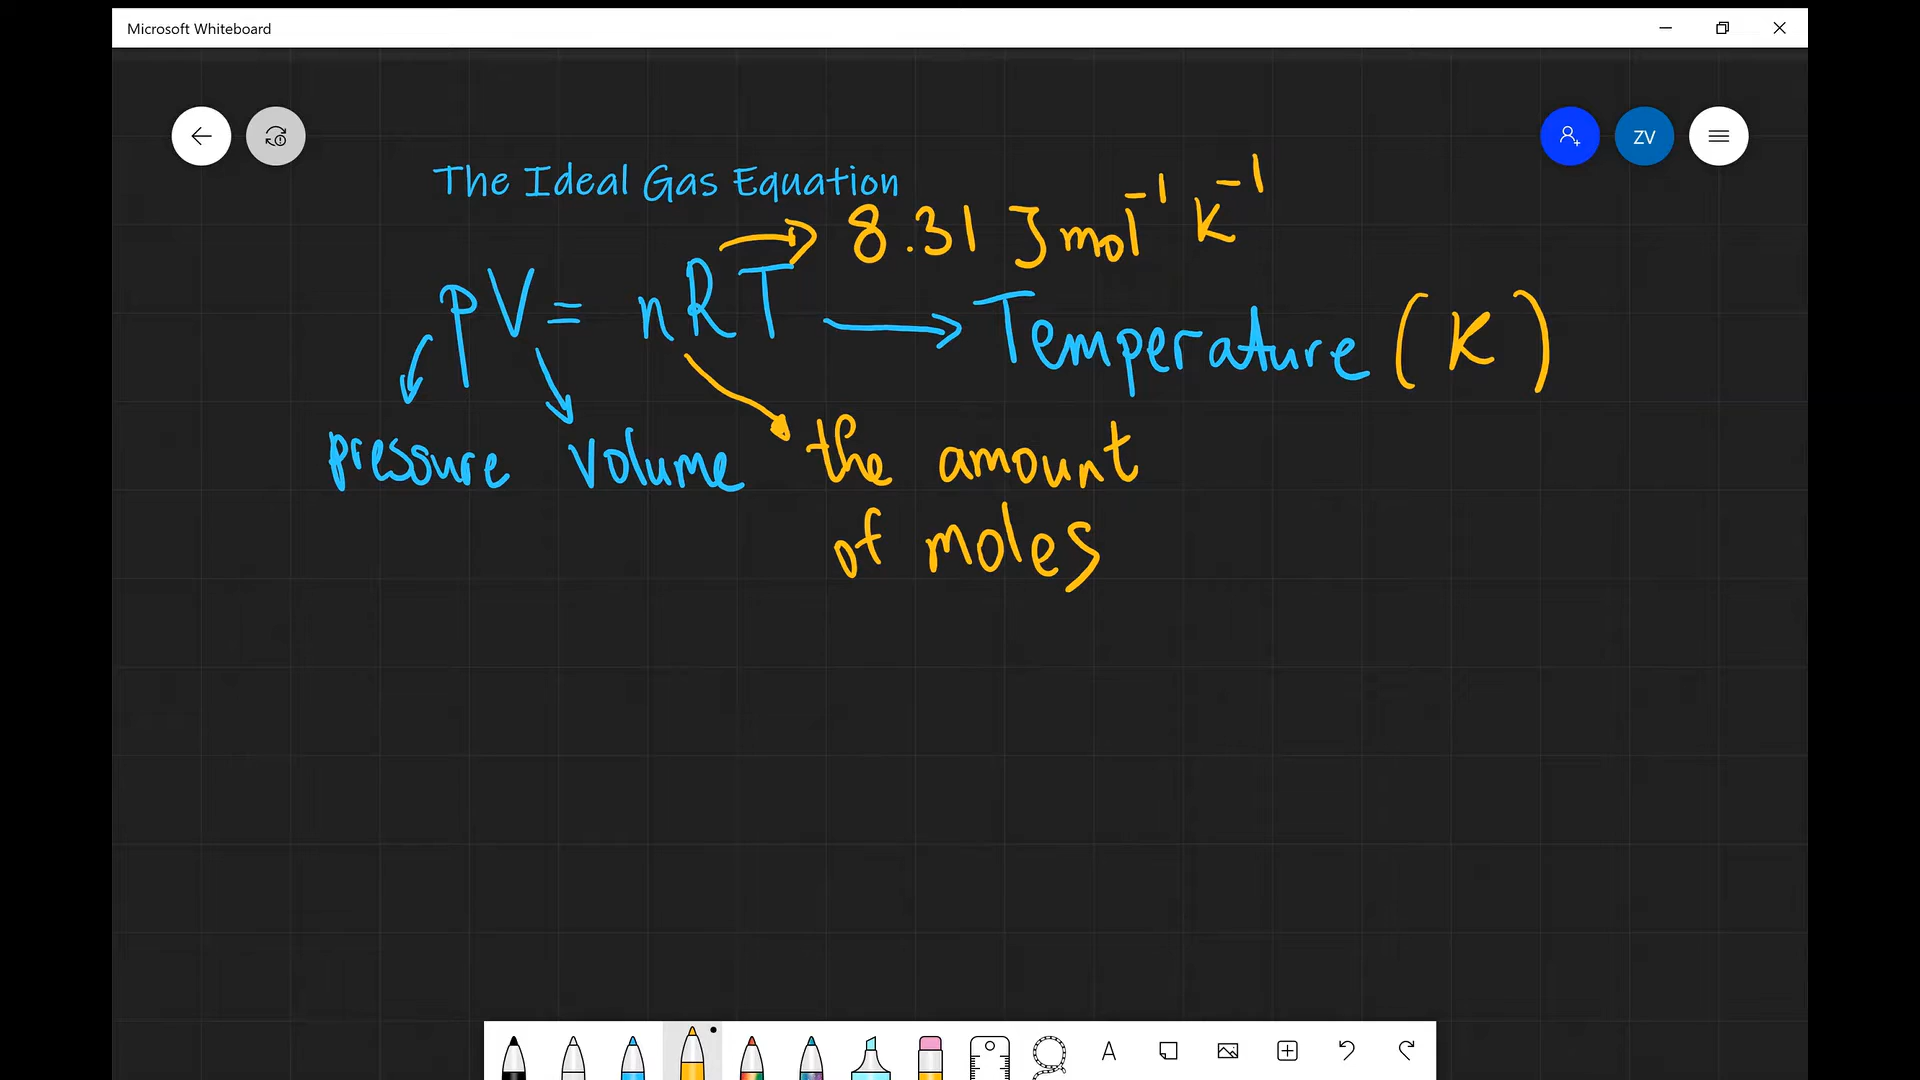 Microsoft Whiteboard
ZV
The Ideal Gas Equation
8.31 J mol⁻¹ K⁻¹
pV = nRT
Temperature (K)
pressure volume the amount
of moles
A